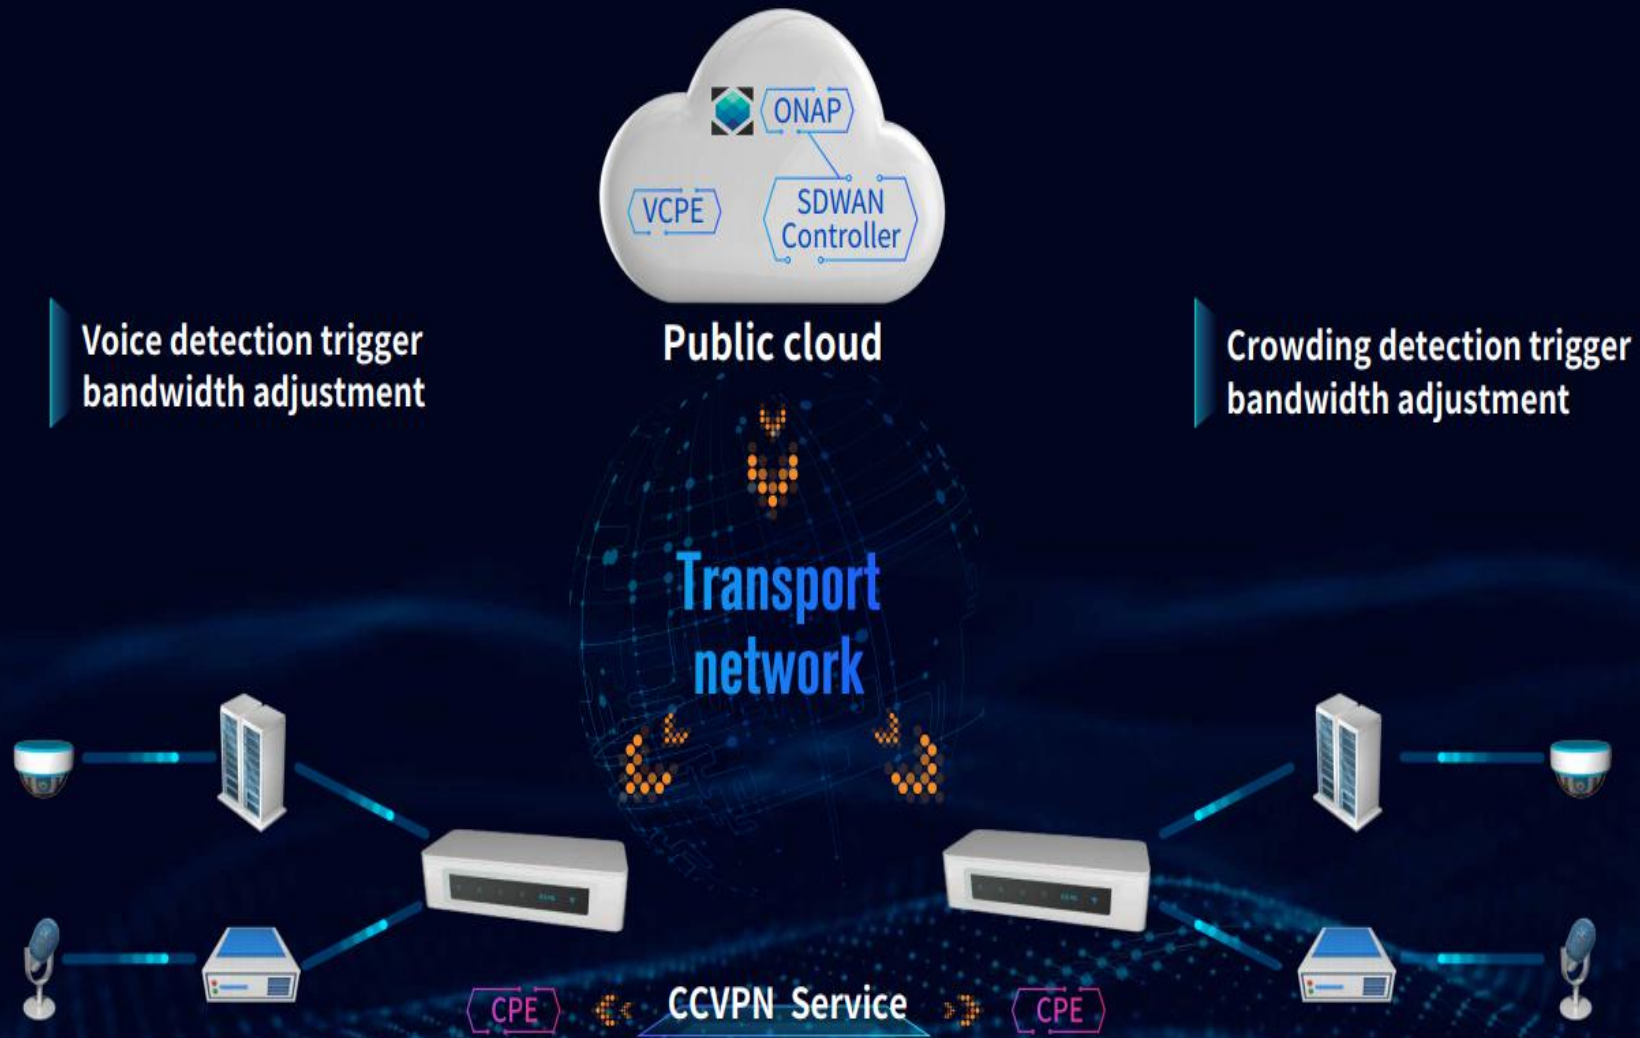 ONAP
VCPE
SDWAN
Controller
Public cloud
Voice detection trigger
bandwidth adjustment
Crowding detection trigger
bandwidth adjustment
Transport
network
CPE
CCVPN Service
CPE